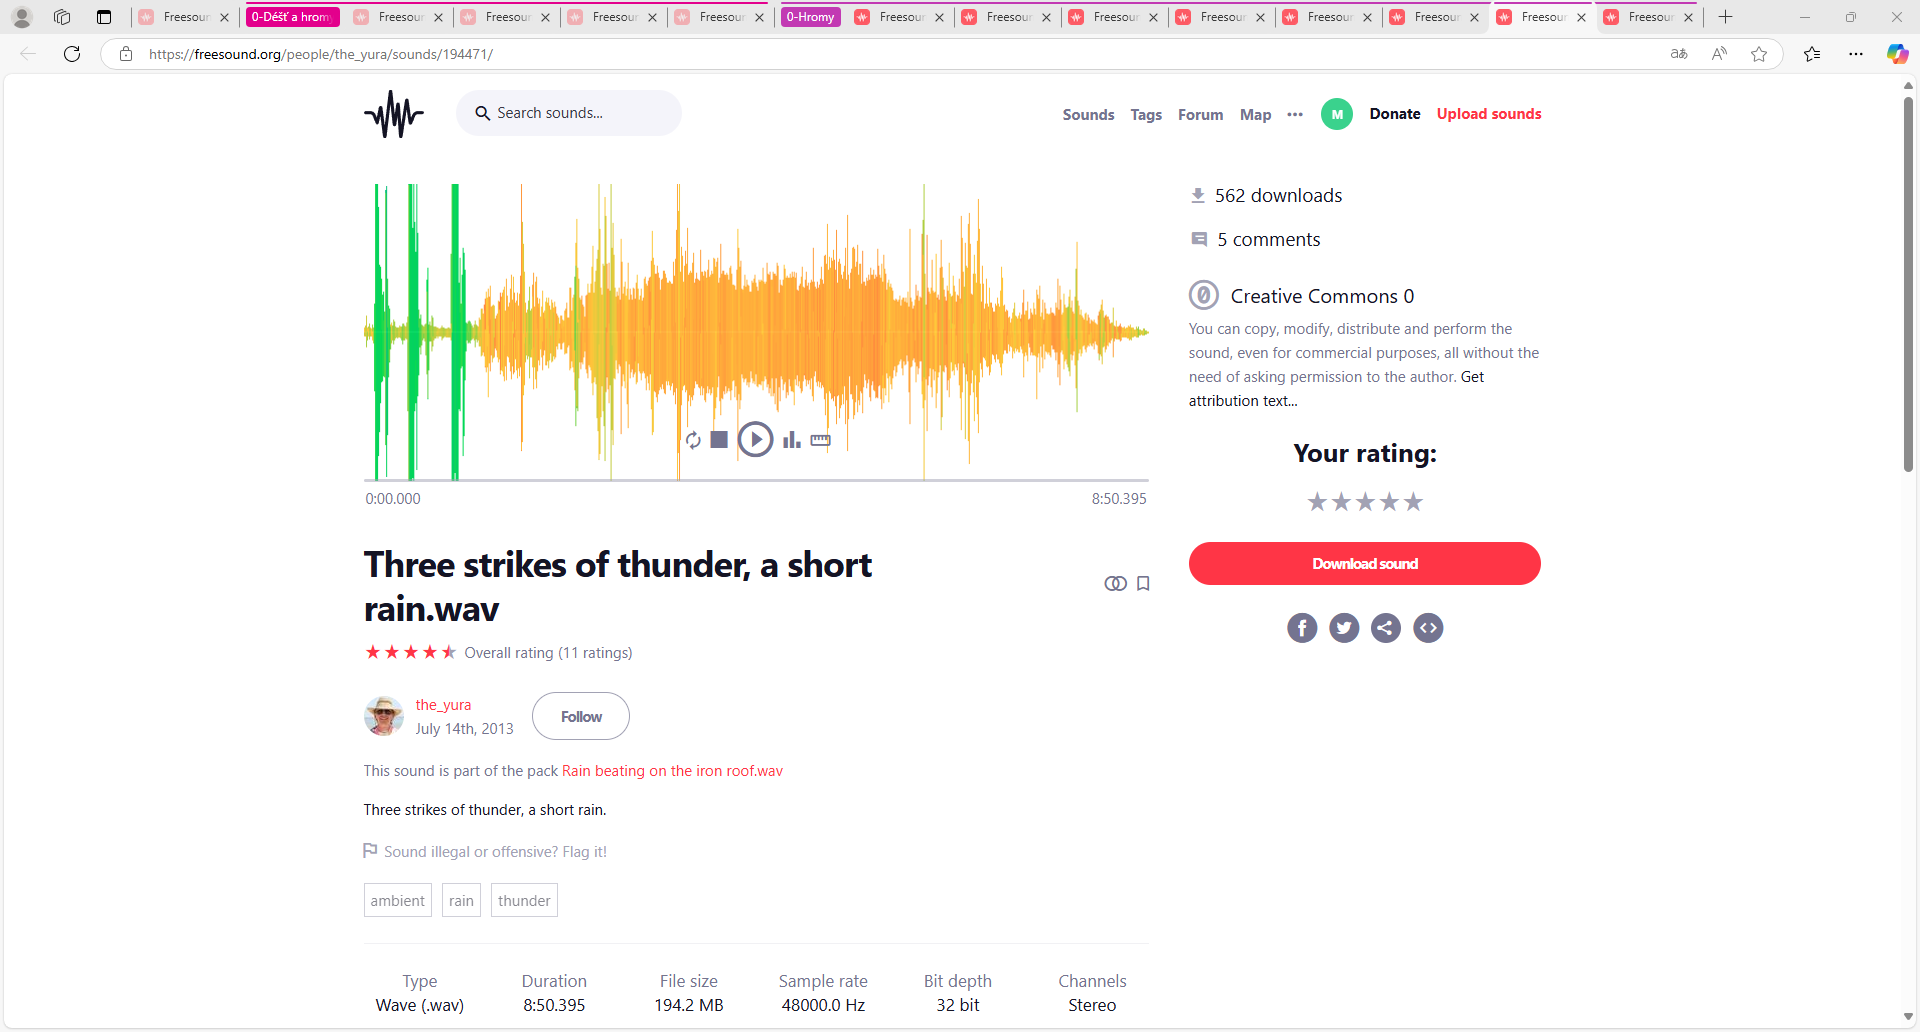 Freesour
0-Déšť a hromy
Freesour
Freesour
Freesour
Freesour
0-Hromy
Freesour
Freesour
Freesour
Freesour
Freesour
Freesour
Freesour
Freesour
https://freesound.org/people/the_yura/sounds/194471/
Search sounds...
Sounds Tags Forum Map ••• M Donate Upload sounds
562 downloads
5 comments
Creative Commons 0
You can copy, modify, distribute and perform the
sound, even for commercial purposes, all without the
need of asking permission to the author. Get
attribution text...
Your rating:
Download sound
0:00.000 8:50.395
Three strikes of thunder, a short
rain.wav
Overall rating (11 ratings)
the_yura
July 14th, 2013
Follow
This sound is part of the pack Rain beating on the iron roof.wav
Three strikes of thunder, a short rain.
Sound illegal or offensive? Flag it!
ambient rain thunder
Type Duration File size Sample rate Bit depth Channels
Wave (.wav) 8:50.395 194.2 MB 48000.0 Hz 32 bit Stereo